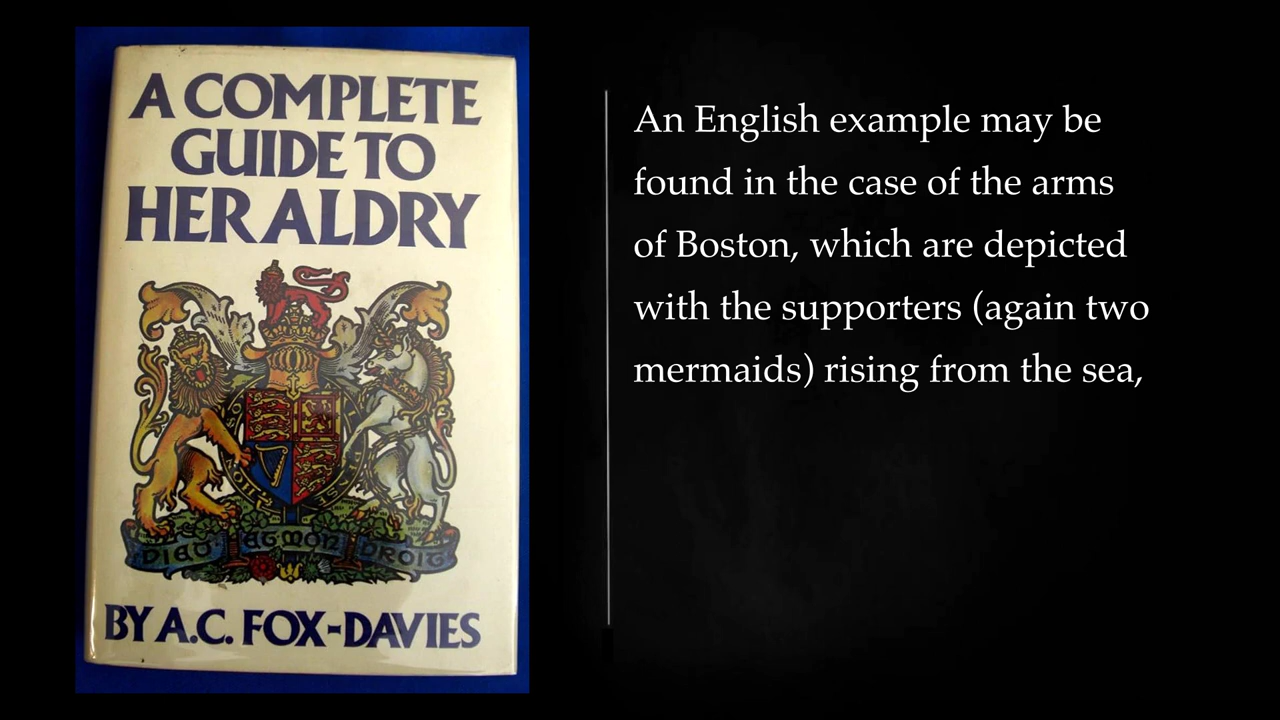 A COMPLETE
GUIDE TO
HERALDRY
DIEU ET MON DROIT
BY A.C. FOX-DAVIES
An English example may be
found in the case of the arms
of Boston, which are depicted
with the supporters (again two
mermaids) rising from the sea,